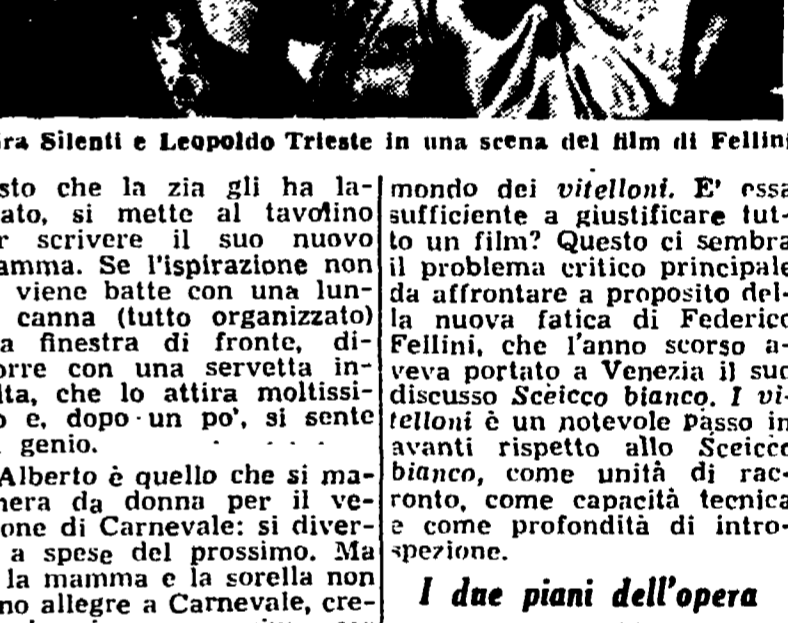 ra Silenti e Leopoldo Trieste in una scena del film di Fellini
sto che la zia gli ha la-
ato, si mette al tavolino
r scrivere il suo nuovo
amma. Se l'ispirazione non
viene batte con una lun-
canna (tutto organizzato)
a finestra di fronte, di-
orre con una servetta in-
lta, che lo attira moltissi-
o e, dopo un po', si sente
genio.
Alberto è quello che si ma-
hera da donna per il ve-
one di Carnevale: si diver-
a spese del prossimo. Ma
la mamma e la sorella non
no allegre a Carnevale, cre-
mondo dei vitelloni. E' essa
sufficiente a giustificare tut-
to un film? Questo ci sembra
il problema critico principale
da affrontare a proposito del-
la nuova fatica di Federico
Fellini, che l'anno scorso a-
veva portato a Venezia il suo
discusso Sceicco bianco. I vi-
telloni è un notevole passo in
avanti rispetto allo Sceicco
bianco, come unità di rac-
conto, come capacità tecnica
e come profondità di intro-
spezione.
I due piani dell'opera